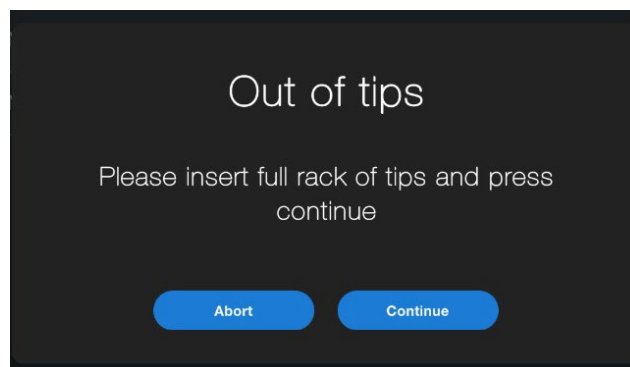 Out of tips
Please insert full rack of tips and press
continue
Abort
Continue